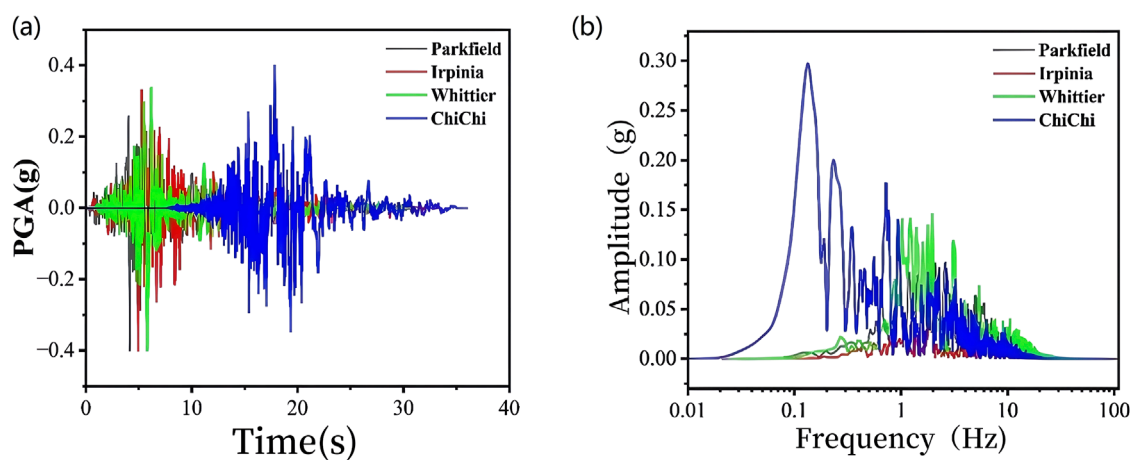 (a)
Parkfield
Irpinia
Whittier
ChiChi
0.4
0.2
0.0
−0.2
−0.4
PGA(g)
0
10
20
30
40
Time(s)
(b)
Parkfield
Irpinia
Whittier
ChiChi
0.30
0.25
0.20
0.15
0.10
0.05
0.00
Amplitude (g)
0.01
0.1
1
10
100
Frequency (Hz)